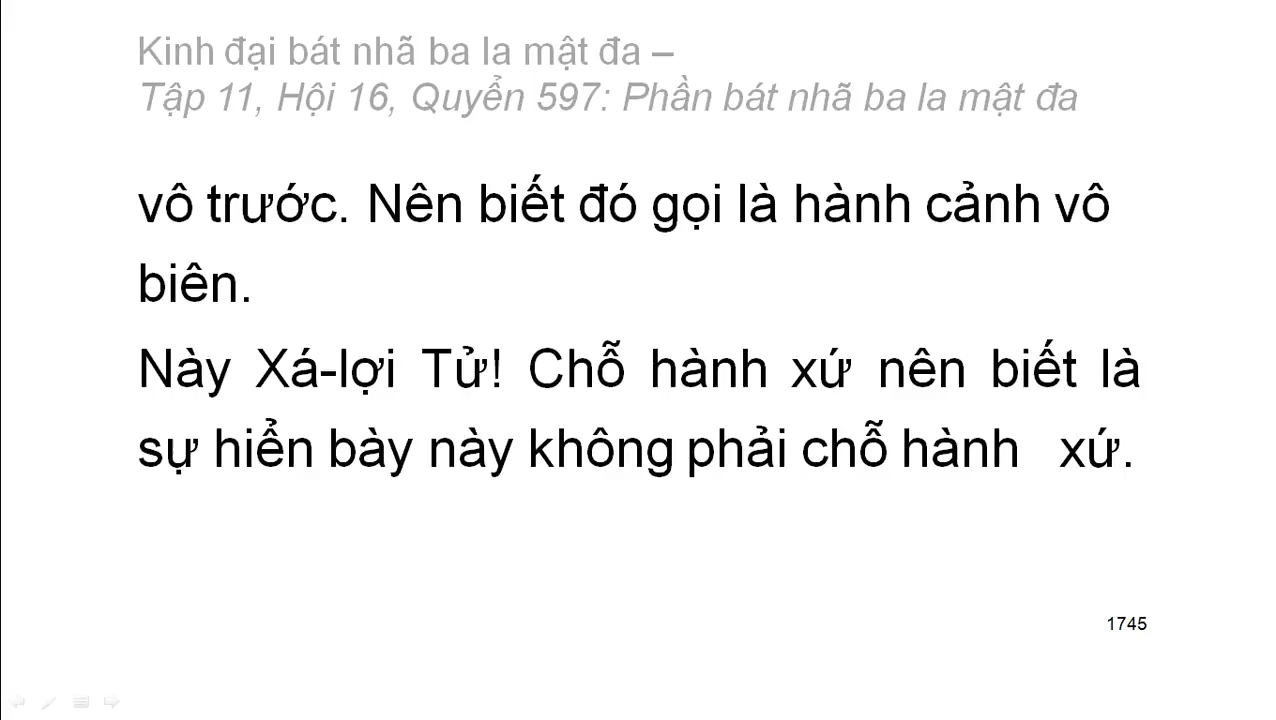 Kinh đại bát nhã ba la mật đa –
Tập 11, Hội 16, Quyển 597: Phần bát nhã ba la mật đa
vô trước. Nên biết đó gọi là hành cảnh vô
biên.
Này Xá-lợi Tử! Chỗ hành xứ nên biết là
sự hiển bày này không phải chỗ hành xứ.
1745